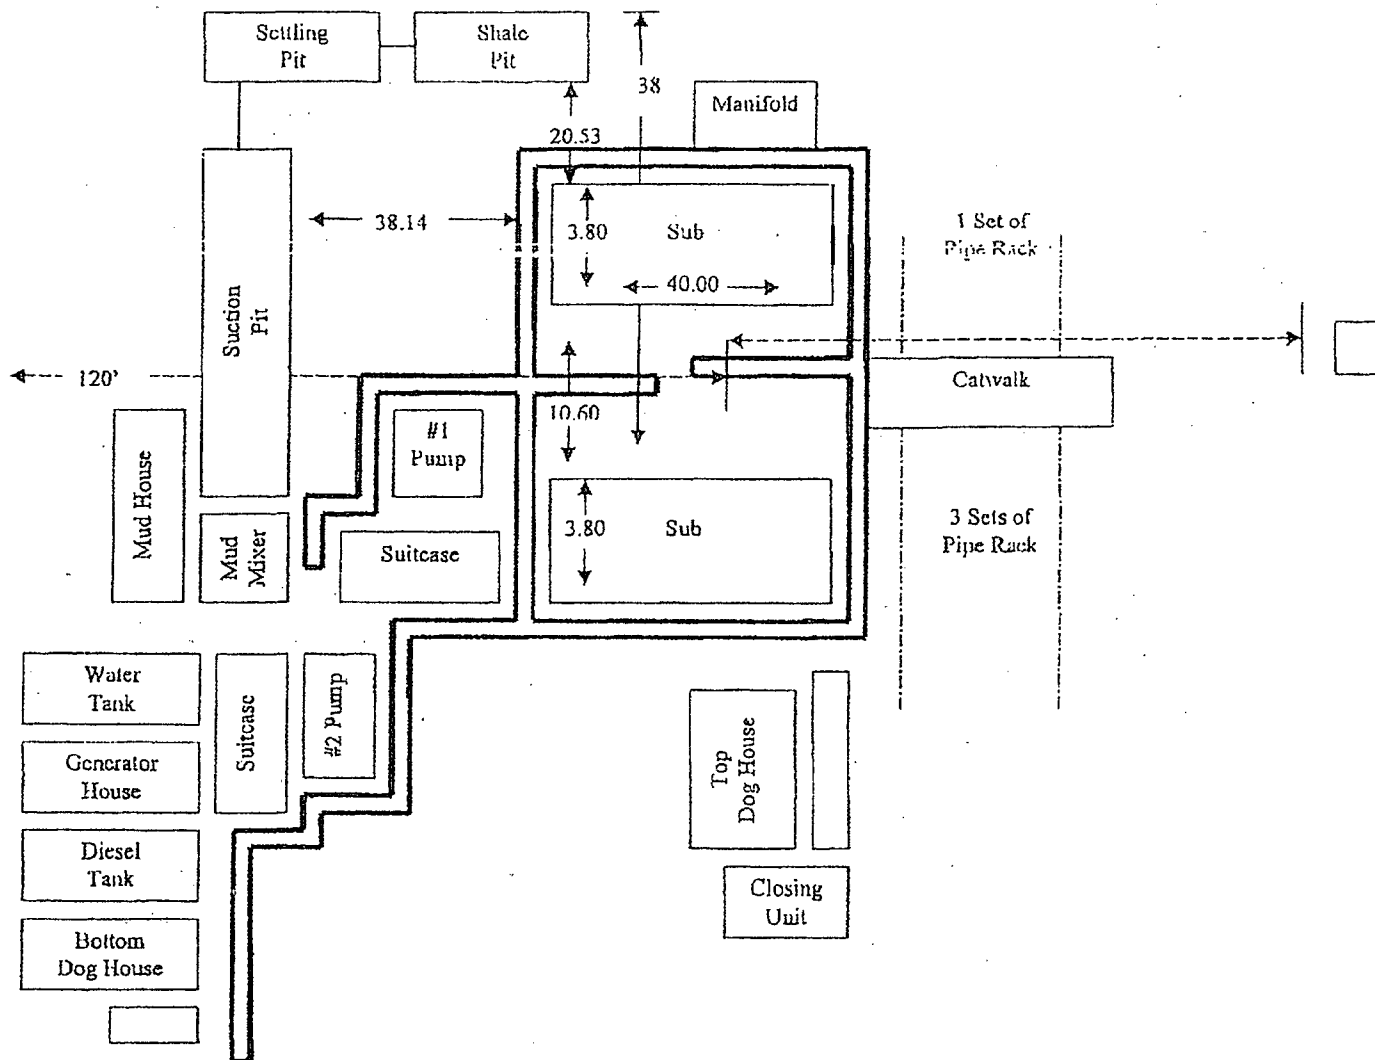 Settling
Pit
Shale
Pit
38
Manifold
20.53
38.14
3.80
Sub
40.00
1 Set of
Pipe Rack
Suction
Pit
120'
Catwalk
10.60
#1
Pump
Mud House
Mud
Mixer
Suitcase
3.80
Sub
3 Sets of
Pipe Rack
Water
Tank
Suitcase
#2 Pump
Generator
House
Top
Dog House
Diesel
Tank
Closing
Unit
Bottom
Dog House